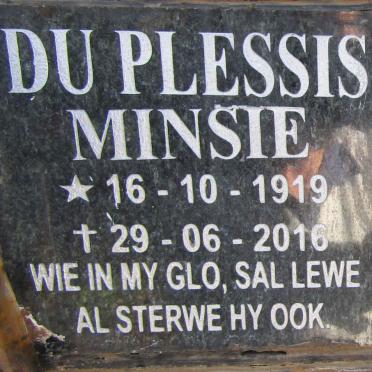 DU PLESSIS
MINSIE
★ 16 - 10 - 1919
✝ 29 - 06 - 2016
WIE IN MY GLO, SAL LEWE
AL STERWE HY OOK.